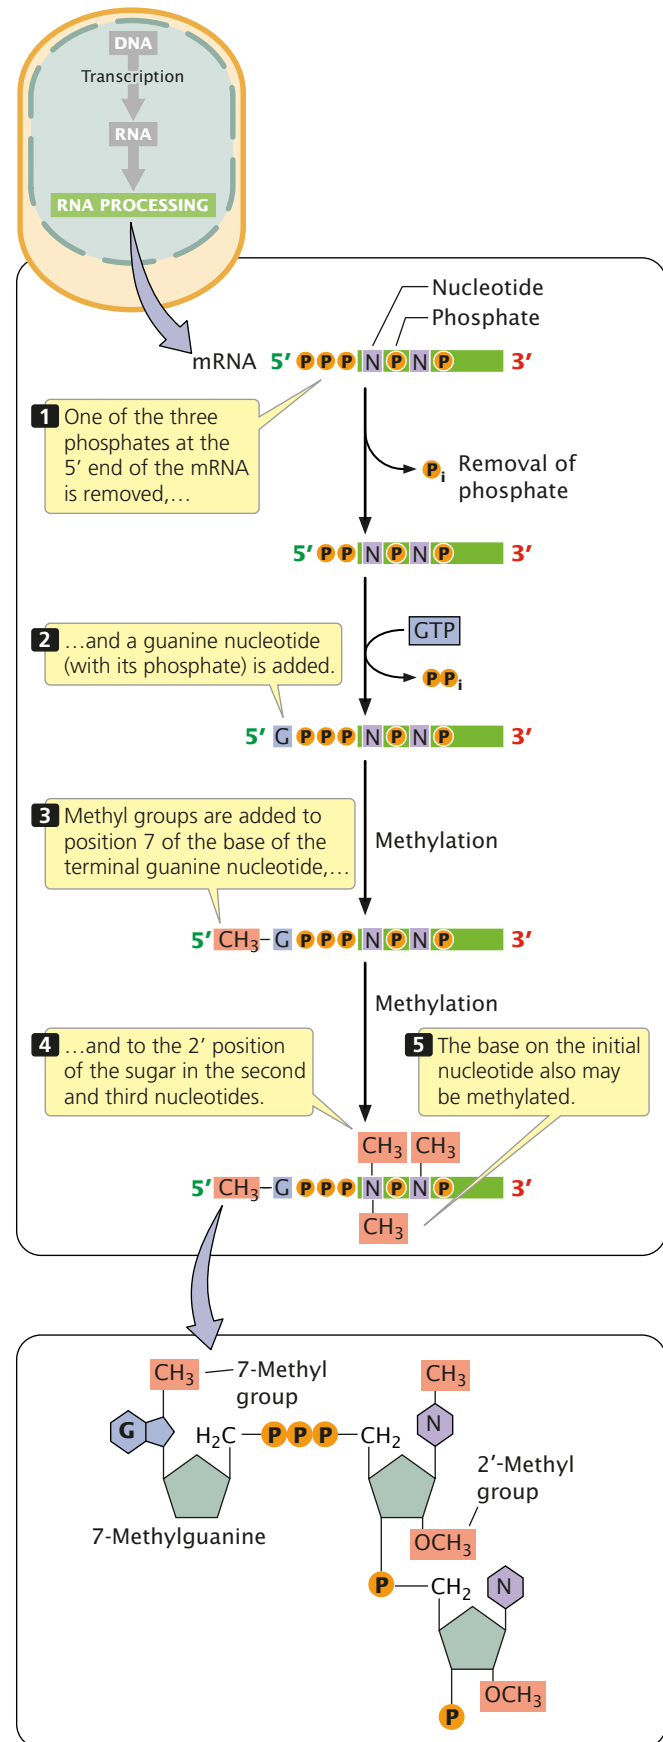 DNA
Transcription
RNA
RNA PROCESSING
Nucleotide
Phosphate
mRNA 5′ P P P N P N P 3′
1 One of the three
phosphates at the
5′ end of the mRNA
is removed,…
Pi Removal of
phosphate
5′ P P N P N P 3′
2 …and a guanine nucleotide
(with its phosphate) is added.
GTP
P Pi
5′ G P P P N P N P 3′
3 Methyl groups are added to
position 7 of the base of the
terminal guanine nucleotide,…
Methylation
5′ CH3–G P P P N P N P 3′
Methylation
4 …and to the 2′ position
of the sugar in the second
and third nucleotides.
5 The base on the initial
nucleotide also may
be methylated.
CH3 CH3
5′ CH3–G P P P N P N P 3′
CH3
CH3 7-Methyl
group
CH3
G
N
H2C P P P CH2
2′-Methyl
group
7-Methylguanine
OCH3
P CH2 N
OCH3
P